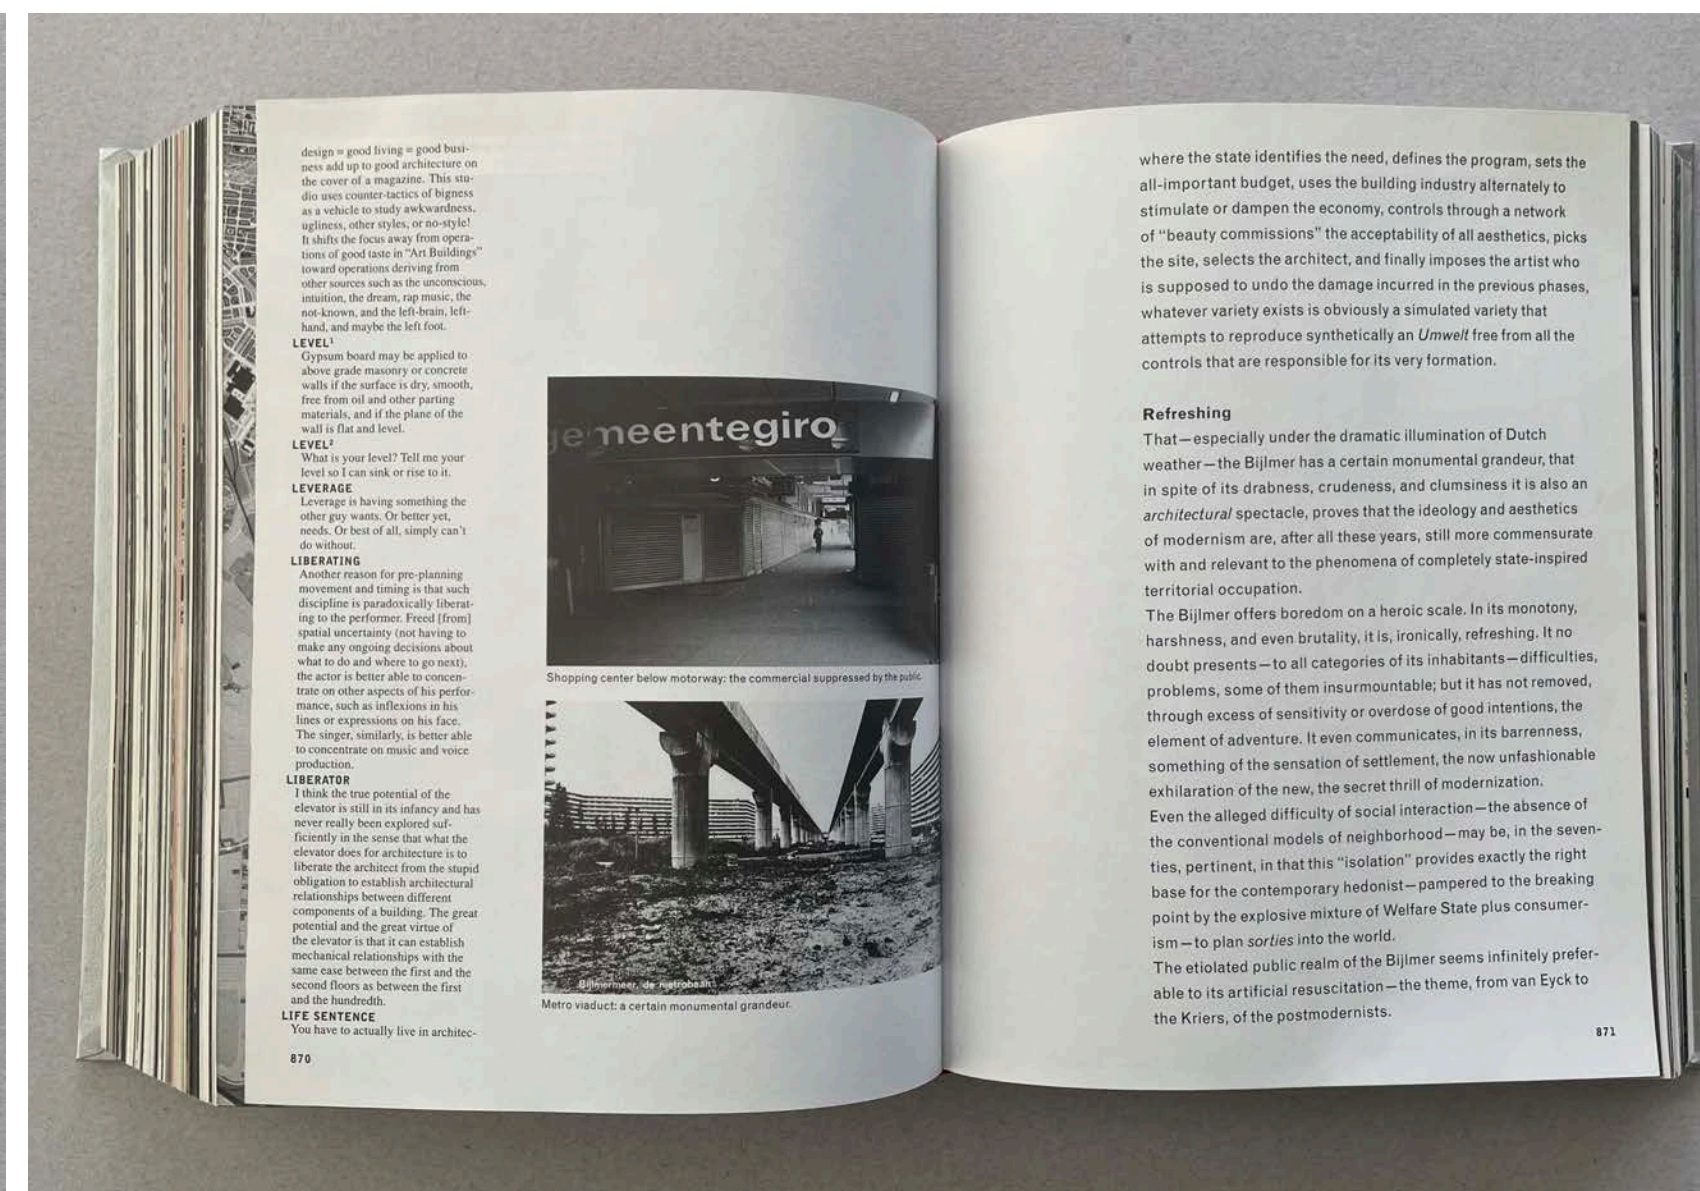 design = good living = good busi-
ness add up to good architecture on
the cover of a magazine. This stu-
dio uses counter-tactics of bigness
as a vehicle to study awkwardness,
ugliness, other styles, or no-style!
It shifts the focus away from opera-
tions of good taste in "Art Buildings"
toward operations deriving from
other sources such as the unconscious,
intuition, the dream, rap music, the
not-known, and the left-brain, left-
hand, and maybe the left foot.
LEVEL¹
Gypsum board may be applied to
above grade masonry or concrete
walls if the surface is dry, smooth,
free from oil and other parting
materials, and if the plane of the
wall is flat and level.
LEVEL²
What is your level? Tell me your
level so I can sink or rise to it.
LEVERAGE
Leverage is having something the
other guy wants. Or better yet,
needs. Or best of all, simply can't
do without.
LIBERATING
Another reason for pre-planning
movement and timing is that such
discipline is paradoxically liberat-
ing to the performer. Freed [from]
spatial uncertainty (not having to
make any ongoing decisions about
what to do and where to go next),
the actor is better able to concen-
trate on other aspects of his perfor-
mance, such as inflexions in his
lines or expressions on his face.
The singer, similarly, is better able
to concentrate on music and voice
production.
LIBERATOR
I think the true potential of the
elevator is still in its infancy and has
never really been explored suf-
ficiently in the sense that what the
elevator does for architecture is to
liberate the architect from the stupid
obligation to establish architectural
relationships between different
components of a building. The great
potential and the great virtue of
the elevator is that it can establish
mechanical relationships with the
same ease between the first and the
second floors as between the first
and the hundredth.
LIFE SENTENCE
You have to actually live in architec-
870
gemeentegiro
Shopping center below motorway: the commercial suppressed by the public.
Bijlmermeer, de metrobaan
Metro viaduct: a certain monumental grandeur.
where the state identifies the need, defines the program, sets the
all-important budget, uses the building industry alternately to
stimulate or dampen the economy, controls through a network
of "beauty commissions" the acceptability of all aesthetics, picks
the site, selects the architect, and finally imposes the artist who
is supposed to undo the damage incurred in the previous phases,
whatever variety exists is obviously a simulated variety that
attempts to reproduce synthetically an Umwelt free from all the
controls that are responsible for its very formation.
Refreshing
That—especially under the dramatic illumination of Dutch
weather—the Bijlmer has a certain monumental grandeur, that
in spite of its drabness, crudeness, and clumsiness it is also an
architectural spectacle, proves that the ideology and aesthetics
of modernism are, after all these years, still more commensurate
with and relevant to the phenomena of completely state-inspired
territorial occupation.
The Bijlmer offers boredom on a heroic scale. In its monotony,
harshness, and even brutality, it is, ironically, refreshing. It no
doubt presents—to all categories of its inhabitants—difficulties,
problems, some of them insurmountable; but it has not removed,
through excess of sensitivity or overdose of good intentions, the
element of adventure. It even communicates, in its barrenness,
something of the sensation of settlement, the now unfashionable
exhilaration of the new, the secret thrill of modernization.
Even the alleged difficulty of social interaction—the absence of
the conventional models of neighborhood—may be, in the seven-
ties, pertinent, in that this "isolation" provides exactly the right
base for the contemporary hedonist—pampered to the breaking
point by the explosive mixture of Welfare State plus consumer-
ism—to plan sorties into the world.
The etiolated public realm of the Bijlmer seems infinitely prefer-
able to its artificial resuscitation—the theme, from van Eyck to
the Kriers, of the postmodernists.
871